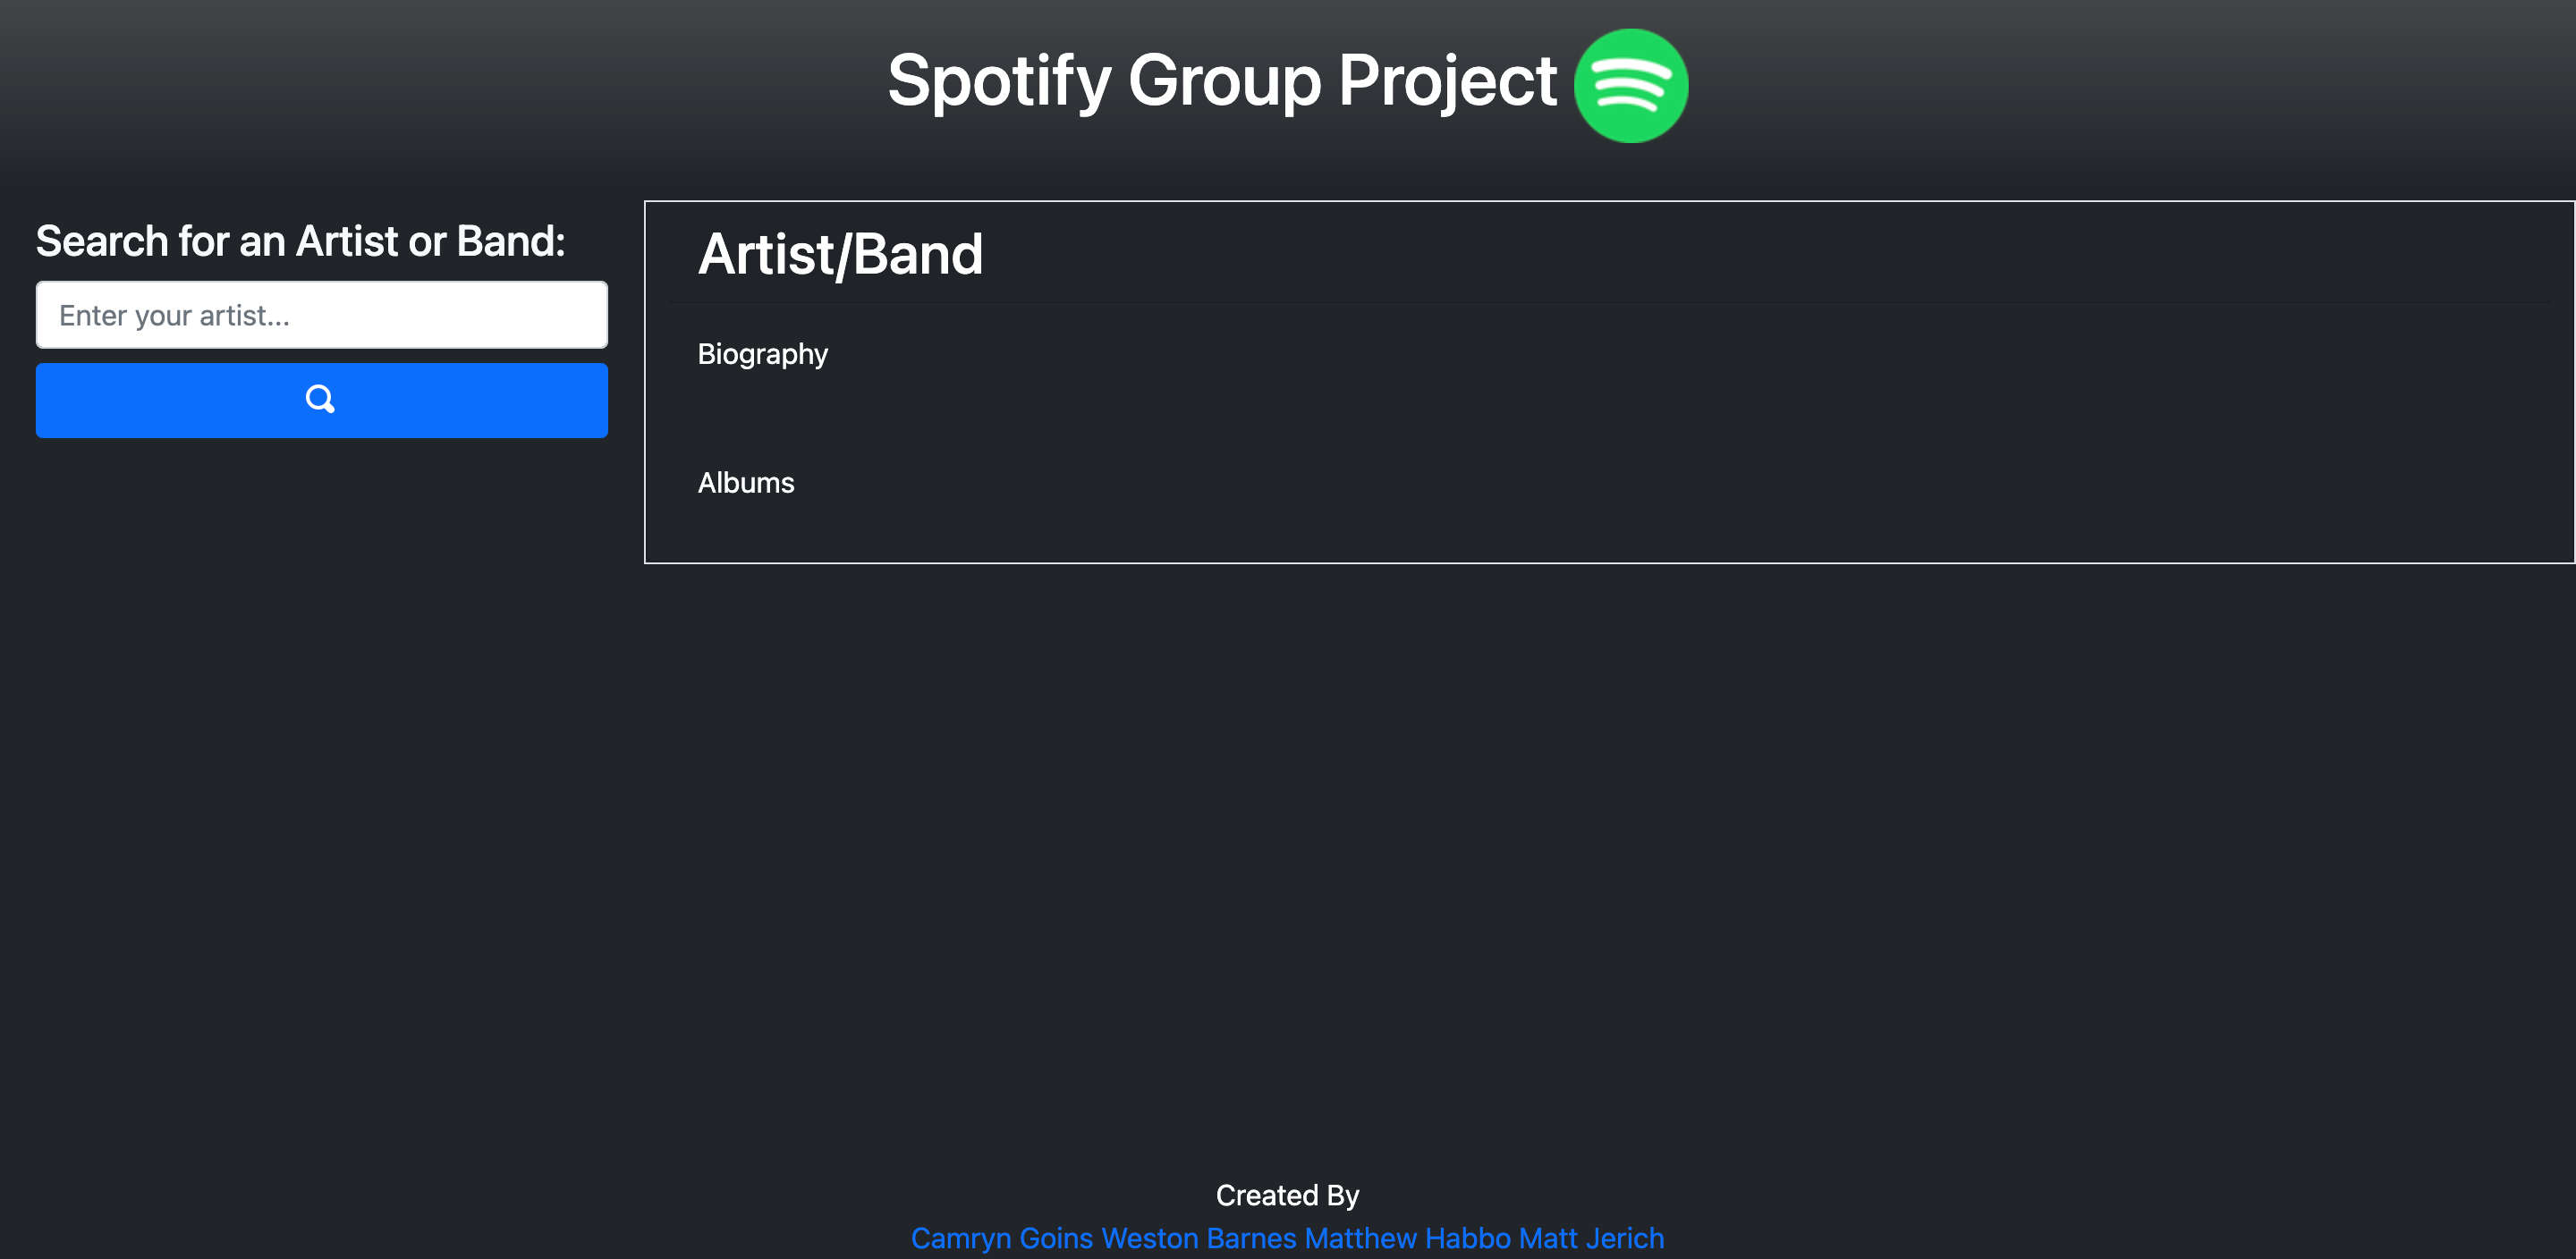 Spotify Group Project
Search for an Artist or Band:
Enter your artist...
Artist/Band
Biography
Albums
Created By
Camryn Goins Weston Barnes Matthew Habbo Matt Jerich